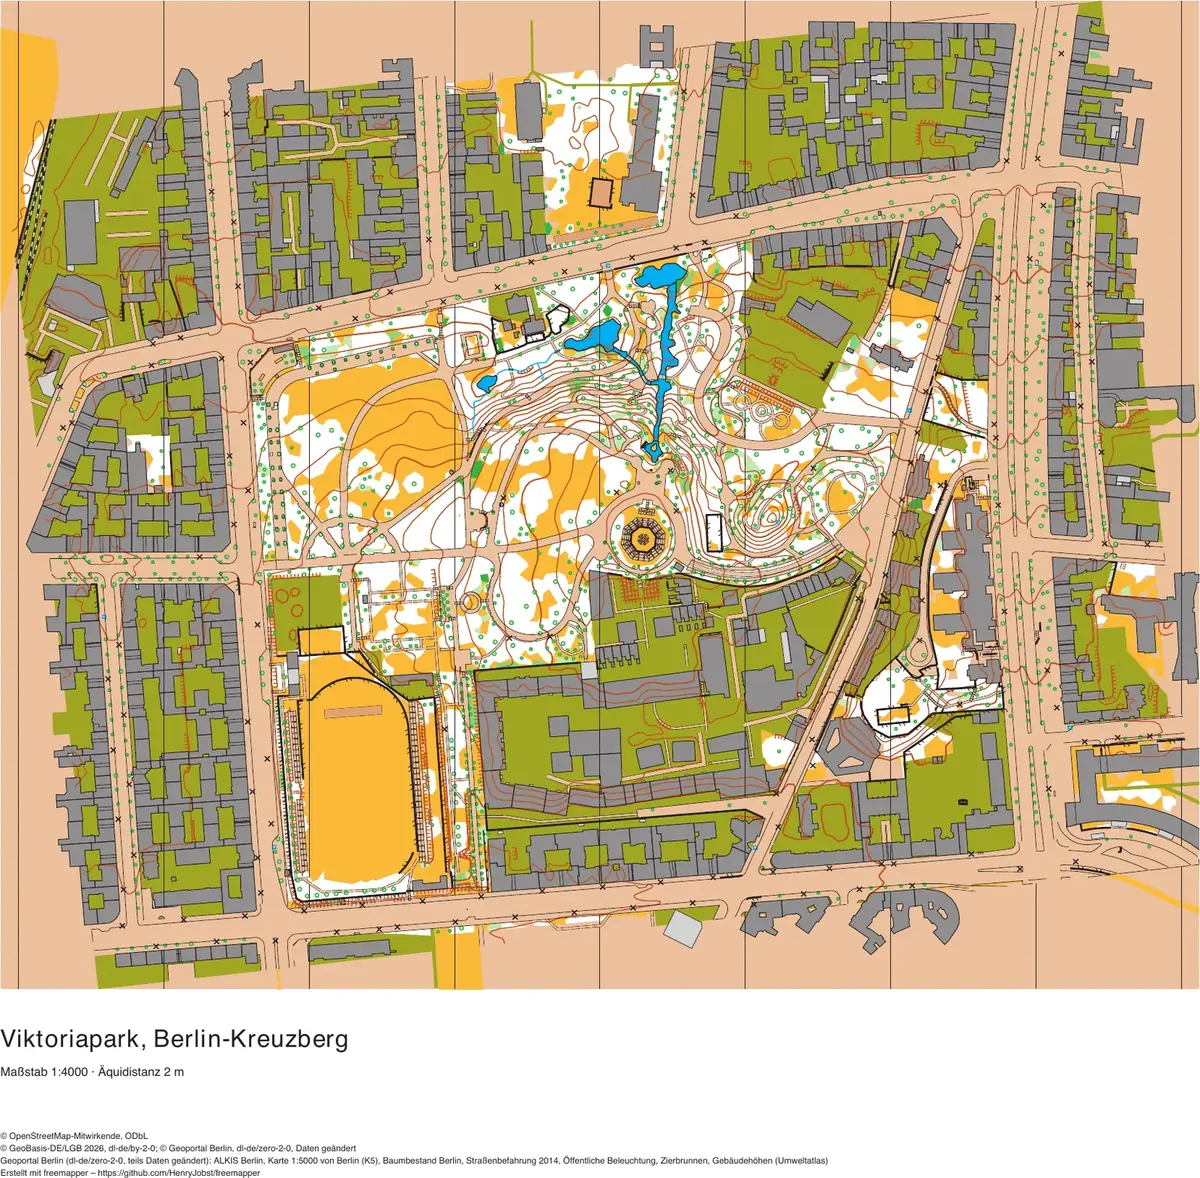 Viktoriapark, Berlin-Kreuzberg
Maßstab 1:4000 · Äquidistanz 2 m
© OpenStreetMap-Mitwirkende, ODbL
© GeoBasis-DE/LGB 2026, dl-de/by-2-0; © Geoportal Berlin, dl-de/zero-2-0, Daten geändert
Geoportal Berlin (dl-de/zero-2-0, teils Daten geändert): ALKIS Berlin, Karte 1:5000 von Berlin (K5), Baumbestand Berlin, Straßenbefahrung 2014, Öffentliche Beleuchtung, Zierbrunnen, Gebäudehöhen (Umweltatlas)
Erstellt mit freemapper – https://github.com/HenryJobst/freemapper